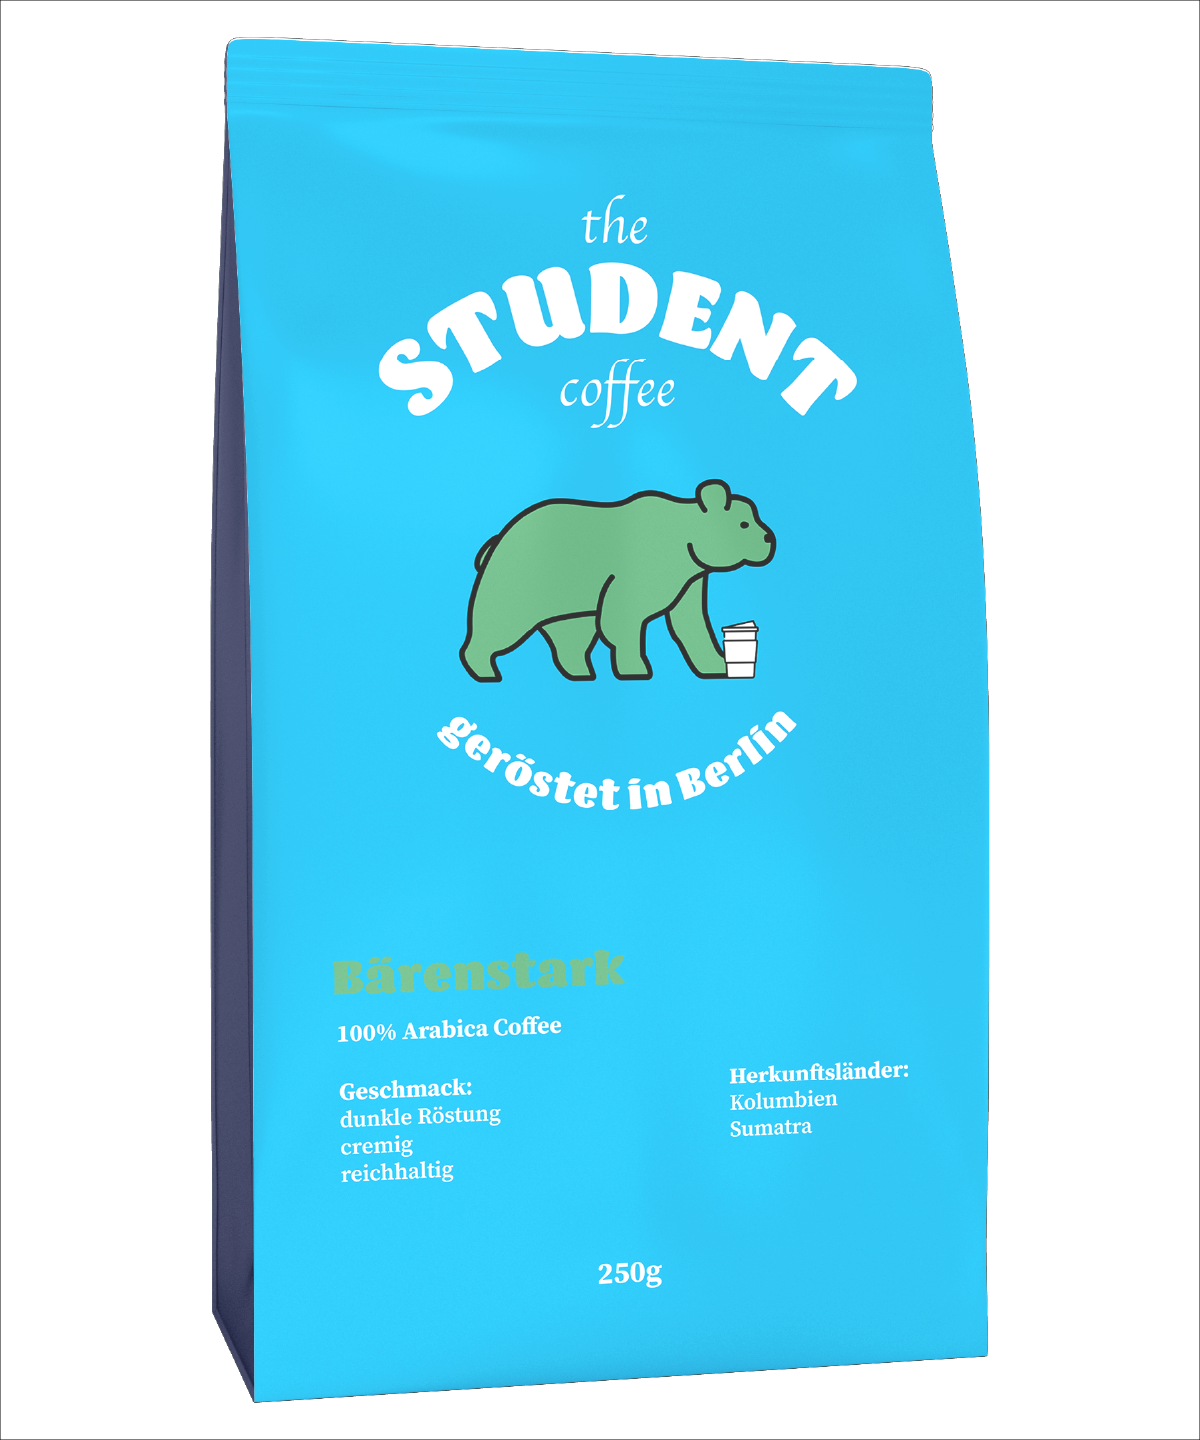 the
STUDENT
coffee
geröstet in Berlin
Bärenstark
100% Arabica Coffee
Geschmack:
dunkle Röstung
cremig
reichhaltig
Herkunftsländer:
Kolumbien
Sumatra
250g